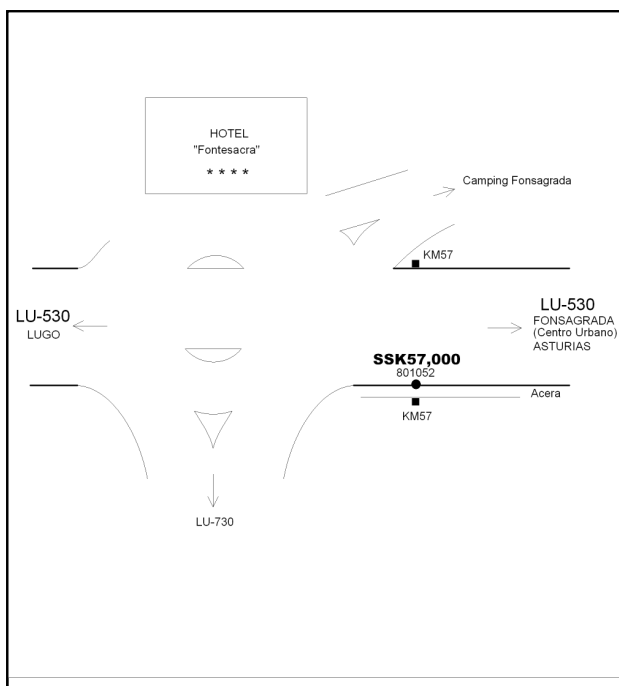 HOTEL
"Fontesacra"
* * * *
Camping Fonsagrada
KM57
LU-530
LUGO
LU-530
FONSAGRADA
(Centro Urbano)
ASTURIAS
SSK57,000
801052
Acera
KM57
LU-730